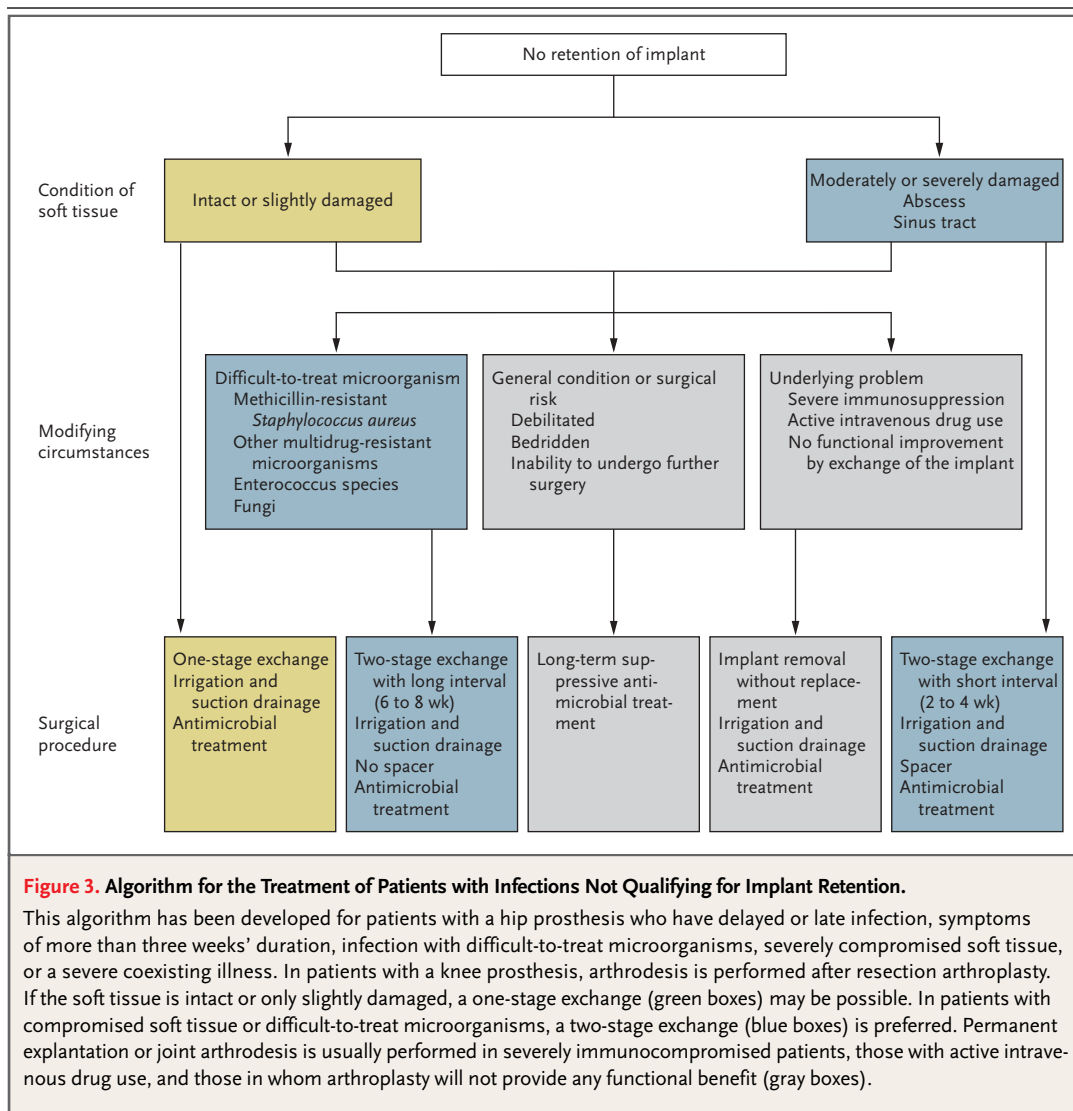 No retention of implant
Condition of
soft tissue
Intact or slightly damaged
Moderately or severely damaged
Abscess
Sinus tract
Modifying
circumstances
Difficult-to-treat microorganism
Methicillin-resistant
Staphylococcus aureus
Other multidrug-resistant
microorganisms
Enterococcus species
Fungi
General condition or surgical
risk
Debilitated
Bedridden
Inability to undergo further
surgery
Underlying problem
Severe immunosuppression
Active intravenous drug use
No functional improvement
by exchange of the implant
Surgical
procedure
One-stage exchange
Irrigation and
suction drainage
Antimicrobial
treatment
Two-stage exchange
with long interval
(6 to 8 wk)
Irrigation and
suction drainage
No spacer
Antimicrobial
treatment
Long-term sup-
pressive anti-
microbial treat-
ment
Implant removal
without replace-
ment
Irrigation and
suction drainage
Antimicrobial
treatment
Two-stage exchange
with short interval
(2 to 4 wk)
Irrigation and
suction drainage
Spacer
Antimicrobial
treatment
Figure 3. Algorithm for the Treatment of Patients with Infections Not Qualifying for Implant Retention.
This algorithm has been developed for patients with a hip prosthesis who have delayed or late infection, symptoms
of more than three weeks’ duration, infection with difficult-to-treat microorganisms, severely compromised soft tissue,
or a severe coexisting illness. In patients with a knee prosthesis, arthrodesis is performed after resection arthroplasty.
If the soft tissue is intact or only slightly damaged, a one-stage exchange (green boxes) may be possible. In patients with
compromised soft tissue or difficult-to-treat microorganisms, a two-stage exchange (blue boxes) is preferred. Permanent
explantation or joint arthrodesis is usually performed in severely immunocompromised patients, those with active intrave-
nous drug use, and those in whom arthroplasty will not provide any functional benefit (gray boxes).